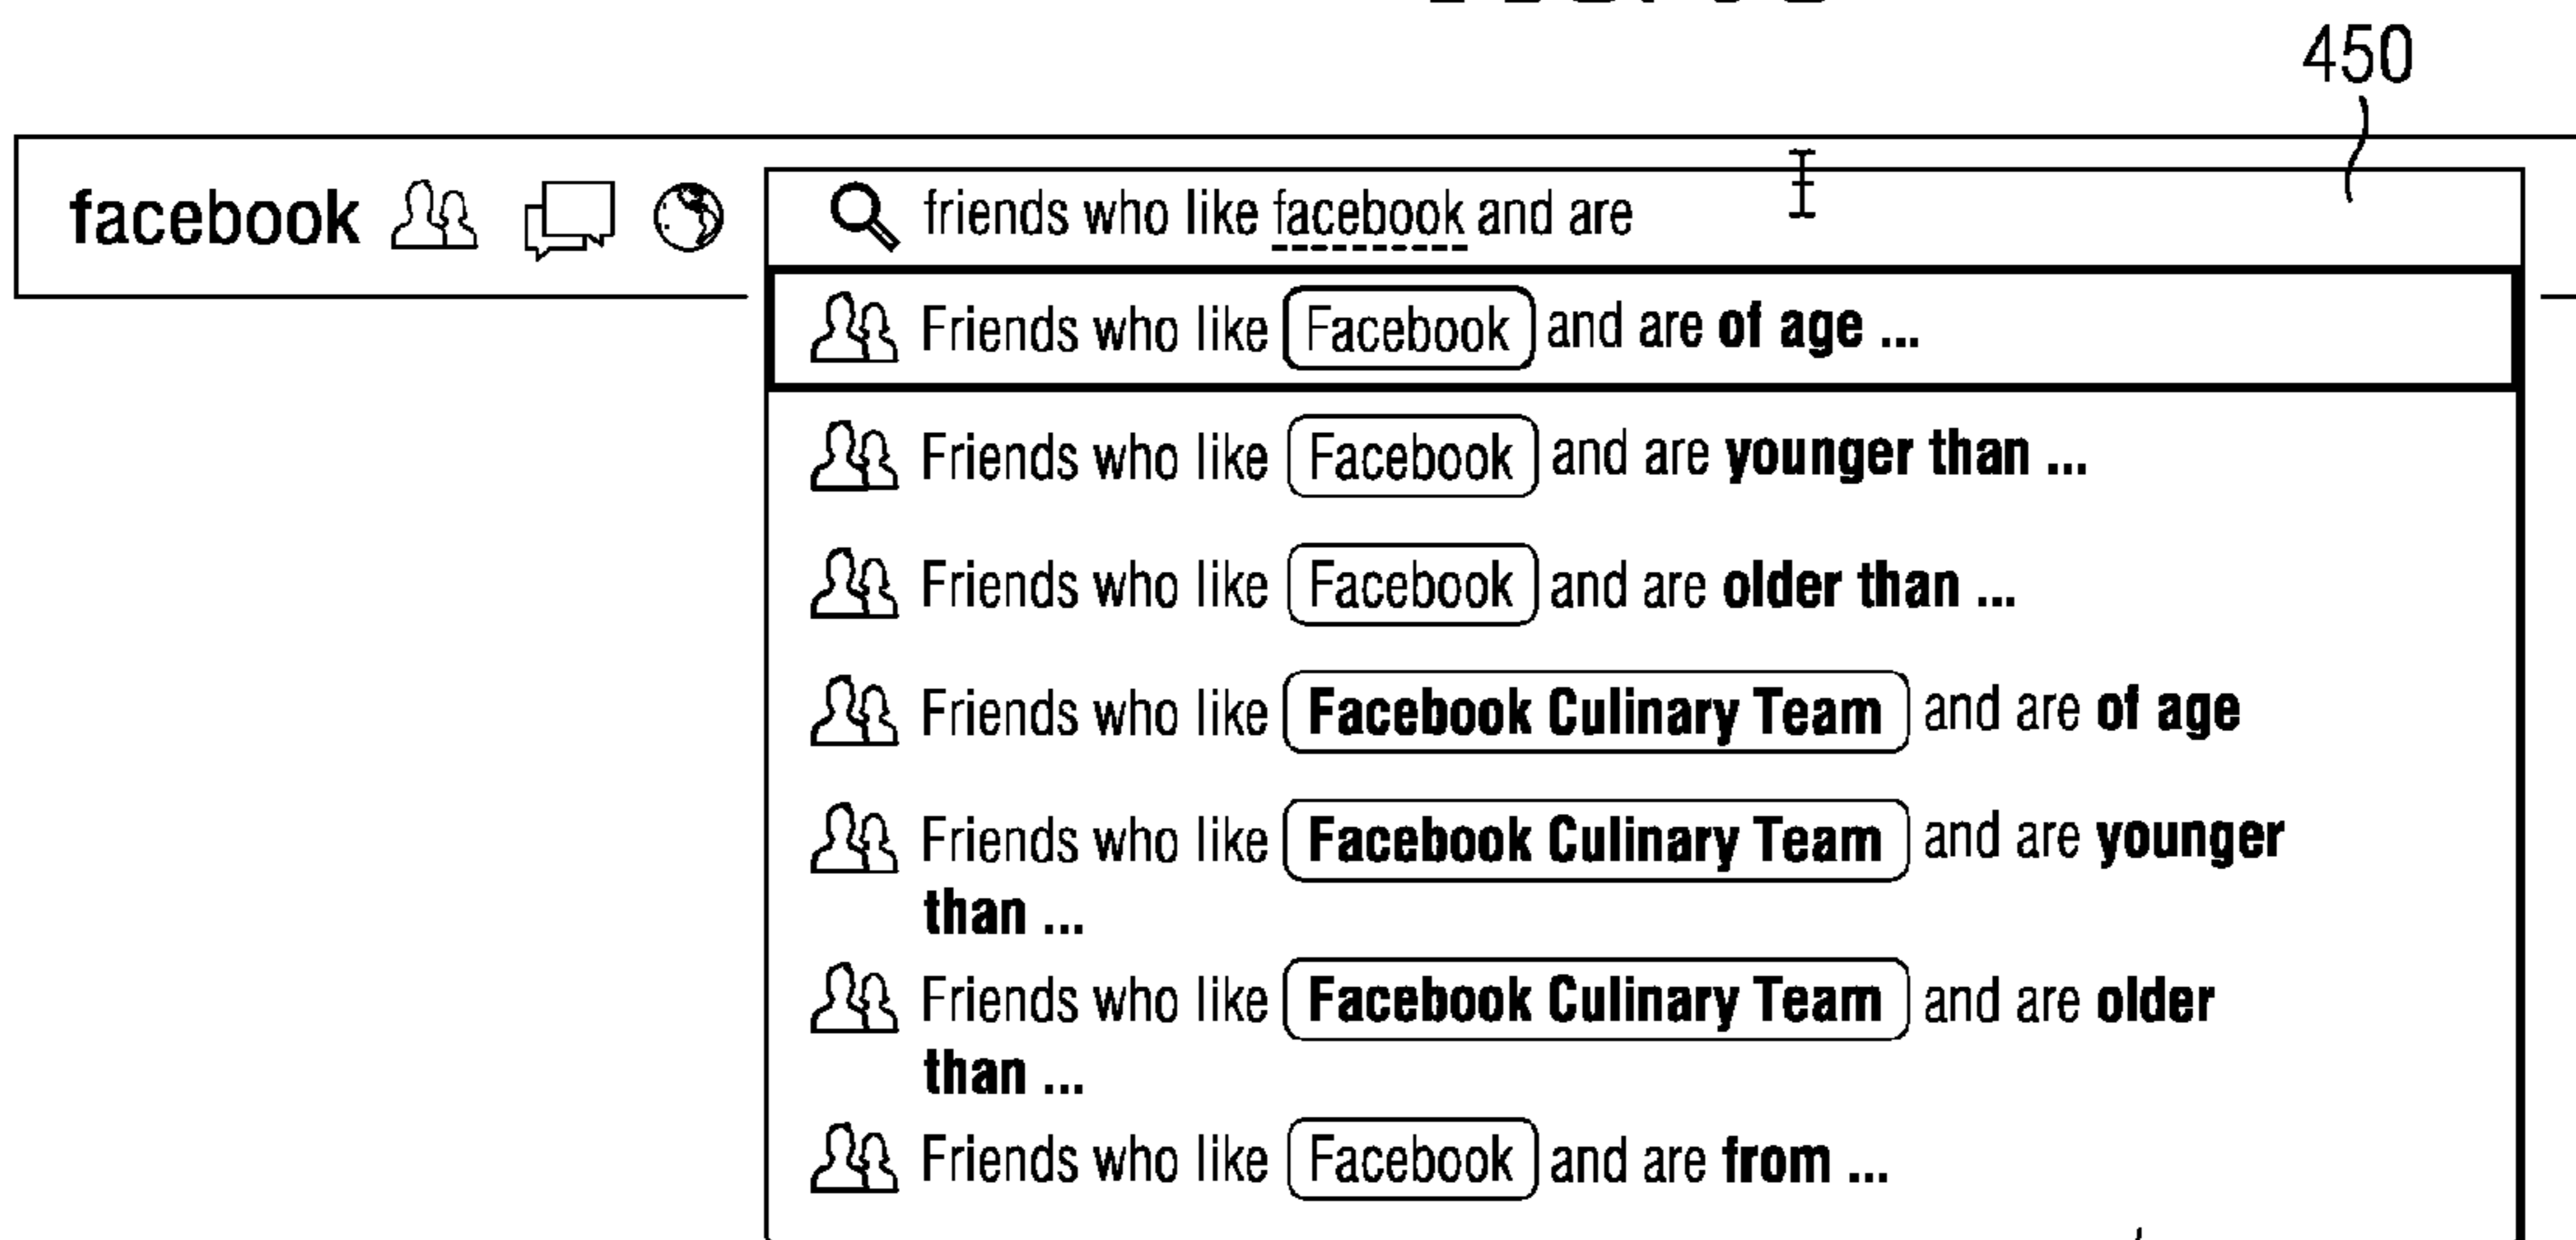 450
facebook
friends who like facebook and are
Friends who like Facebook and are of age ...
Friends who like Facebook and are younger than ...
Friends who like Facebook and are older than ...
Friends who like Facebook Culinary Team and are of age
Friends who like Facebook Culinary Team and are younger
than ...
Friends who like Facebook Culinary Team and are older
than ...
Friends who like Facebook and are from ...